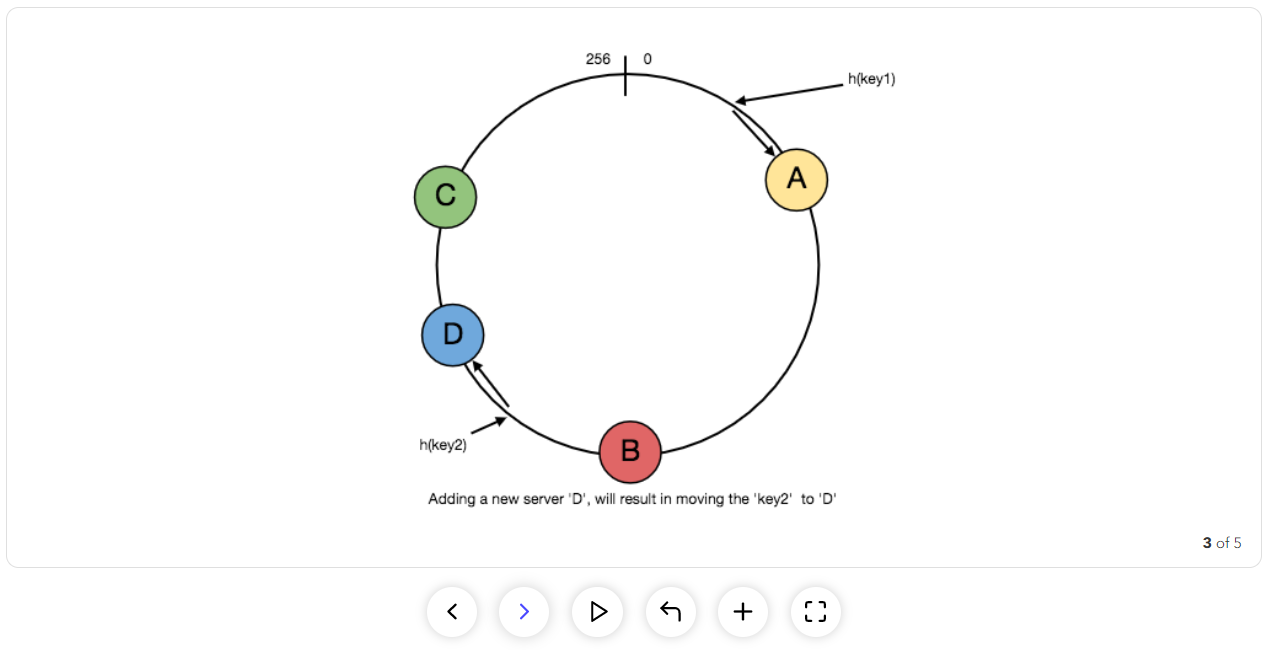 256 0
h(key1)
A
C
D
h(key2)
B
Adding a new server 'D', will result in moving the 'key2' to 'D'
3 of 5